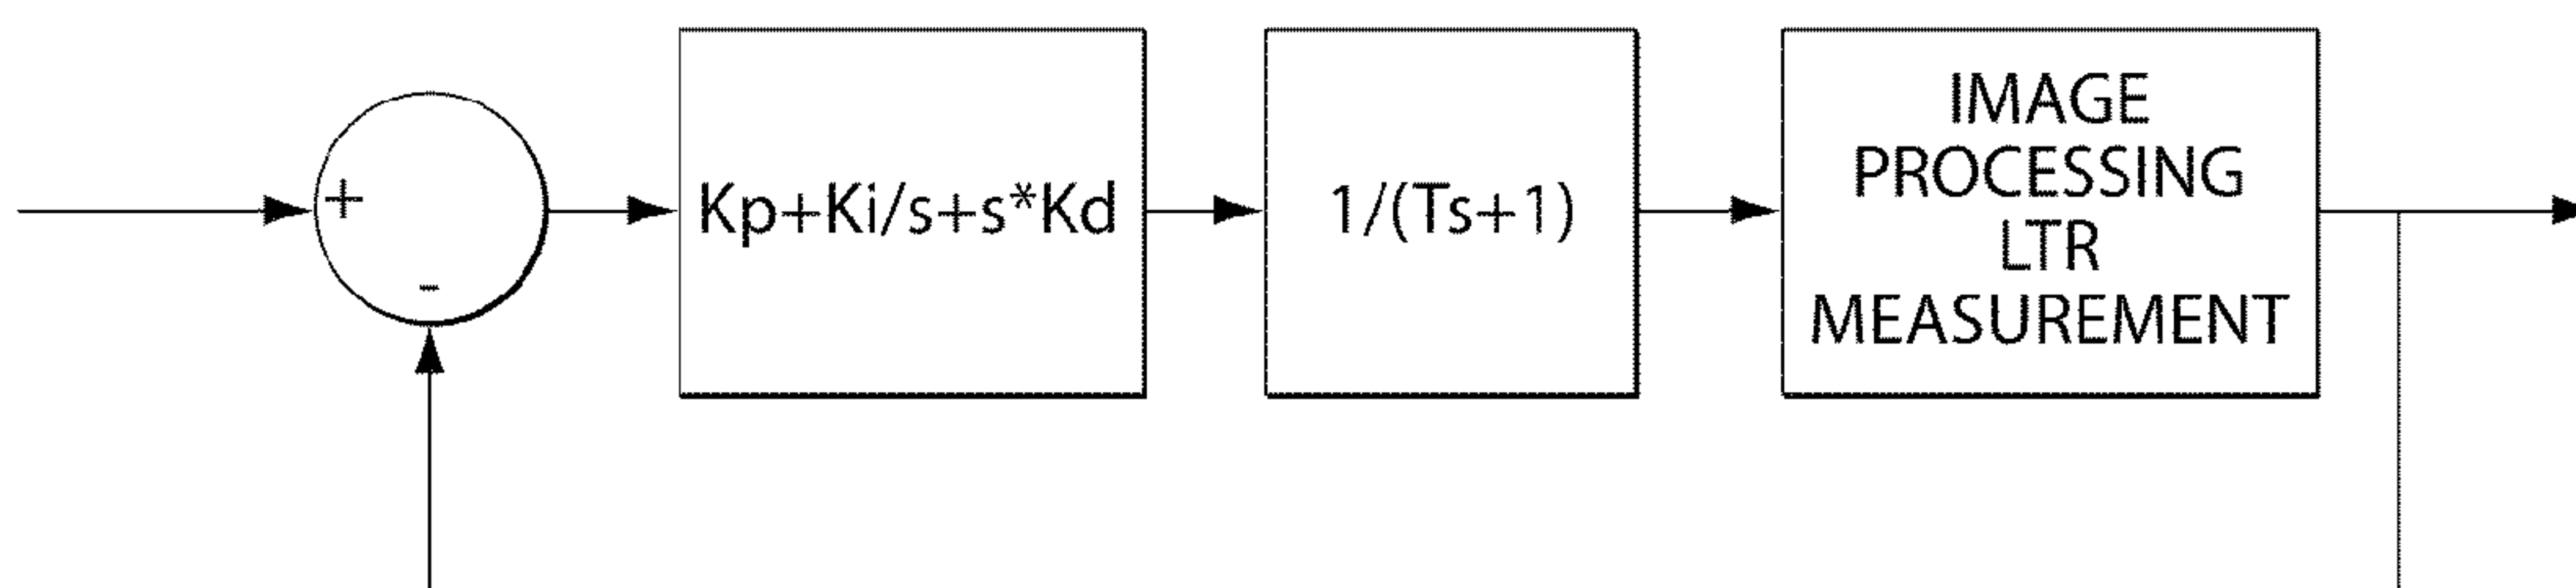 +
-
Kp+Ki/s+s*Kd
1/(Ts+1)
IMAGE
PROCESSING
LTR
MEASUREMENT